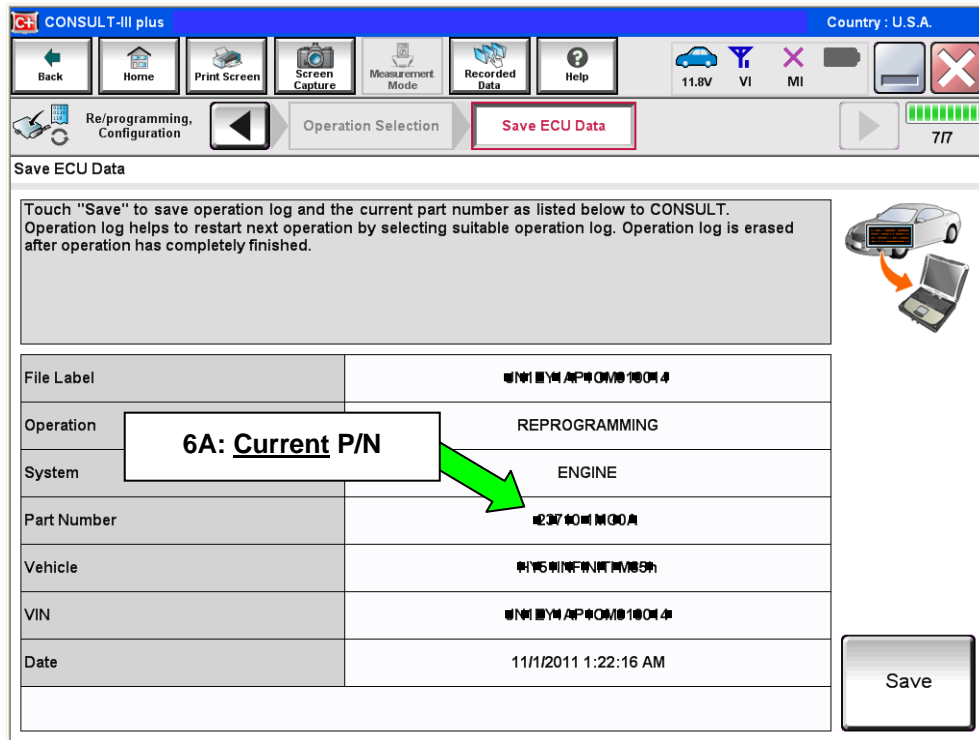 CONSULT-III plus
Country : U.S.A.
Back
Home
Print Screen
Screen
Capture
Measurement
Mode
Recorded
Data
Help
11.8V
VI
MI
Re/programming,
Configuration
Operation Selection
Save ECU Data
7/7
Save ECU Data
Touch "Save" to save operation log and the current part number as listed below to CONSULT.
Operation log helps to restart next operation by selecting suitable operation log. Operation log is erased
after operation has completely finished.
File Label
Operation
REPROGRAMMING
6A: Current P/N
System
ENGINE
Part Number
Vehicle
VIN
Date
11/1/2011 1:22:16 AM
Save